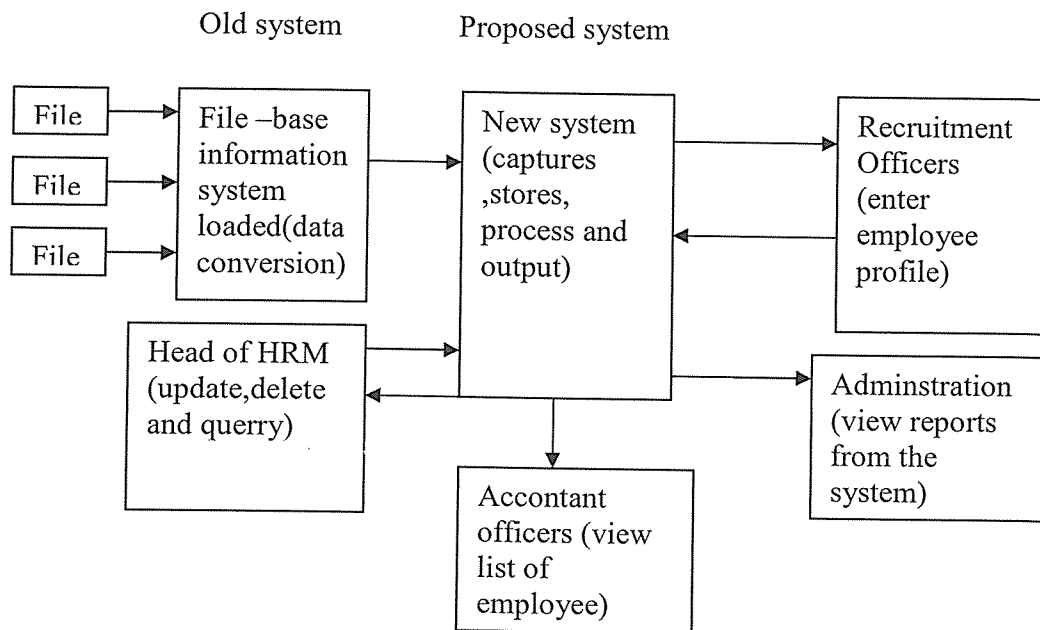 Old system
Proposed system
File
File
File
File –base
information
system
loaded(data
conversion)
New system
(captures
,stores,
process and
output)
Recruitment
Officers
(enter
employee
profile)
Head of HRM
(update,delete
and querry)
Adminstration
(view reports
from the
system)
Accontant
officers (view
list of
employee)